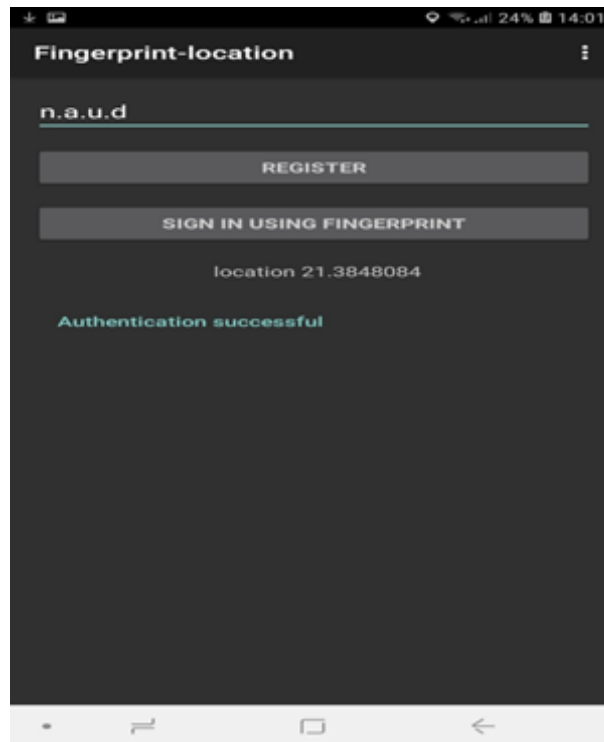 24% 14:01
Fingerprint-location
n.a.u.d
REGISTER
SIGN IN USING FINGERPRINT
location 21.3848084
Authentication successful